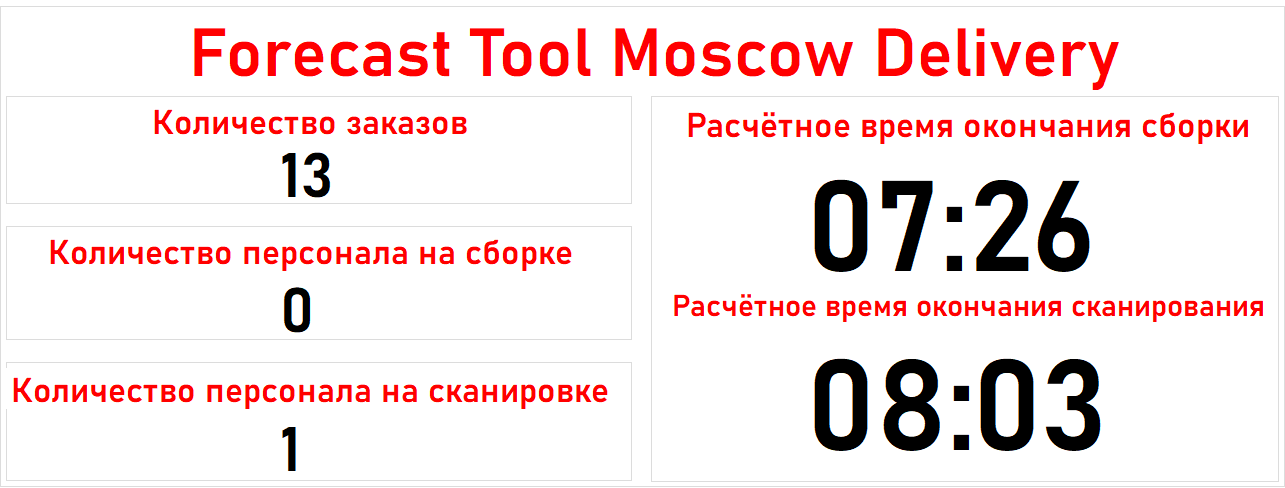 Forecast Tool Moscow Delivery
Количество заказов
13
Количество персонала на сборке
0
Количество персонала на сканировке
1
Расчётное время окончания сборки
07:26
Расчётное время окончания сканирования
08:03